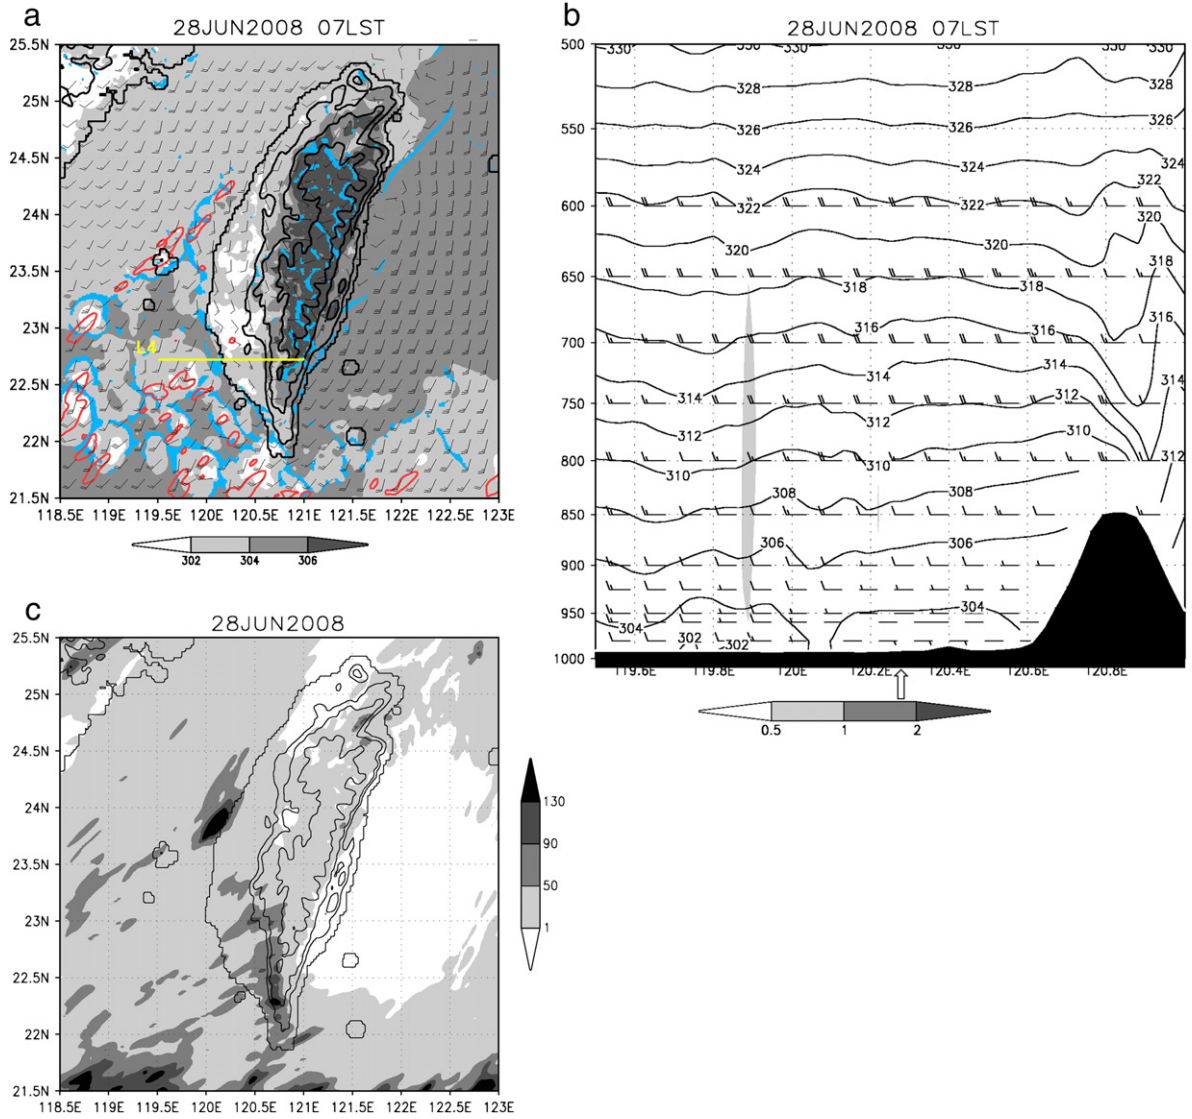 a
28JUN2008 07LST
25.5N
25N
24.5N
24N
23.5N
23N
22.5N
22N
21.5N
L4
118.5E 119E 119.5E 120E 120.5E 121E 121.5E 122E 122.5E 123E
302 304 306
b
28JUN2008 07LST
500
550
600
650
700
750
800
850
900
950
1000
330 330 330 330
328 328 328
326 326 326
324 324 324
322 322 322
320 320 320
318 318 318
316 316 316
314 314 314 314
312 312 312 312
310 310 310
308 308
306 306
304 304
302 302
119.6E 119.8E 120E 120.2E 120.4E 120.6E 120.8E
0.5 1 2
c
28JUN2008
25.5N
25N
24.5N
24N
23.5N
23N
22.5N
22N
21.5N
118.5E 119E 119.5E 120E 120.5E 121E 121.5E 122E 122.5E 123E
130
90
50
1